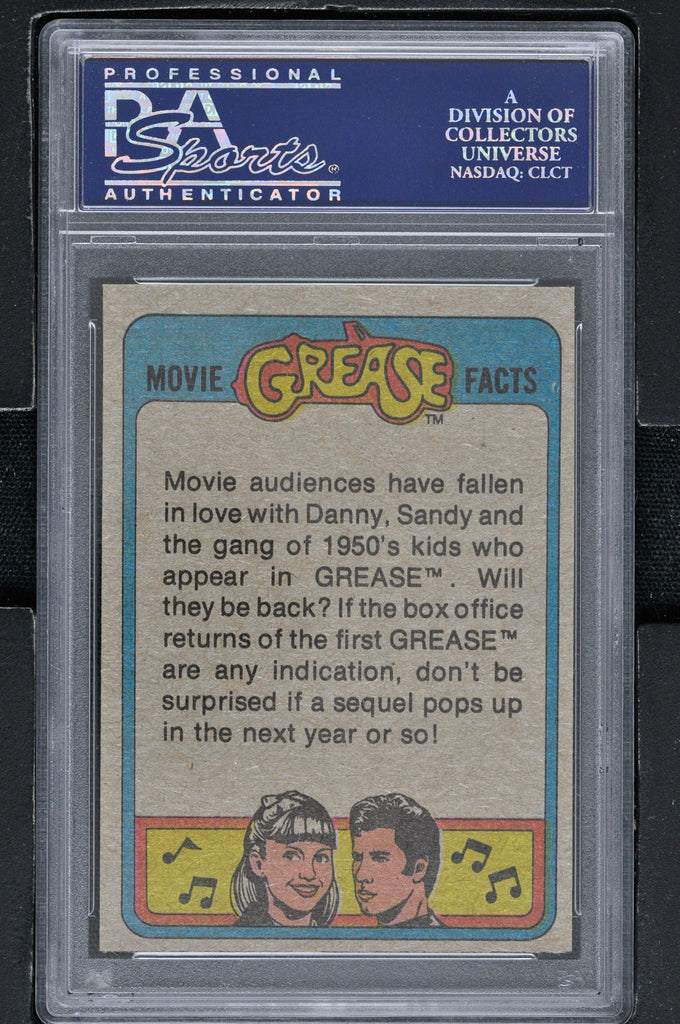 PROFESSIONAL
PSA
Sports®
AUTHENTICATOR
A
DIVISION OF
COLLECTORS
UNIVERSE
NASDAQ: CLCT
MOVIE GREASE™ FACTS
Movie audiences have fallen
in love with Danny, Sandy and
the gang of 1950's kids who
appear in GREASE™. Will
they be back? If the box office
returns of the first GREASE™
are any indication, don't be
surprised if a sequel pops up
in the next year or so!